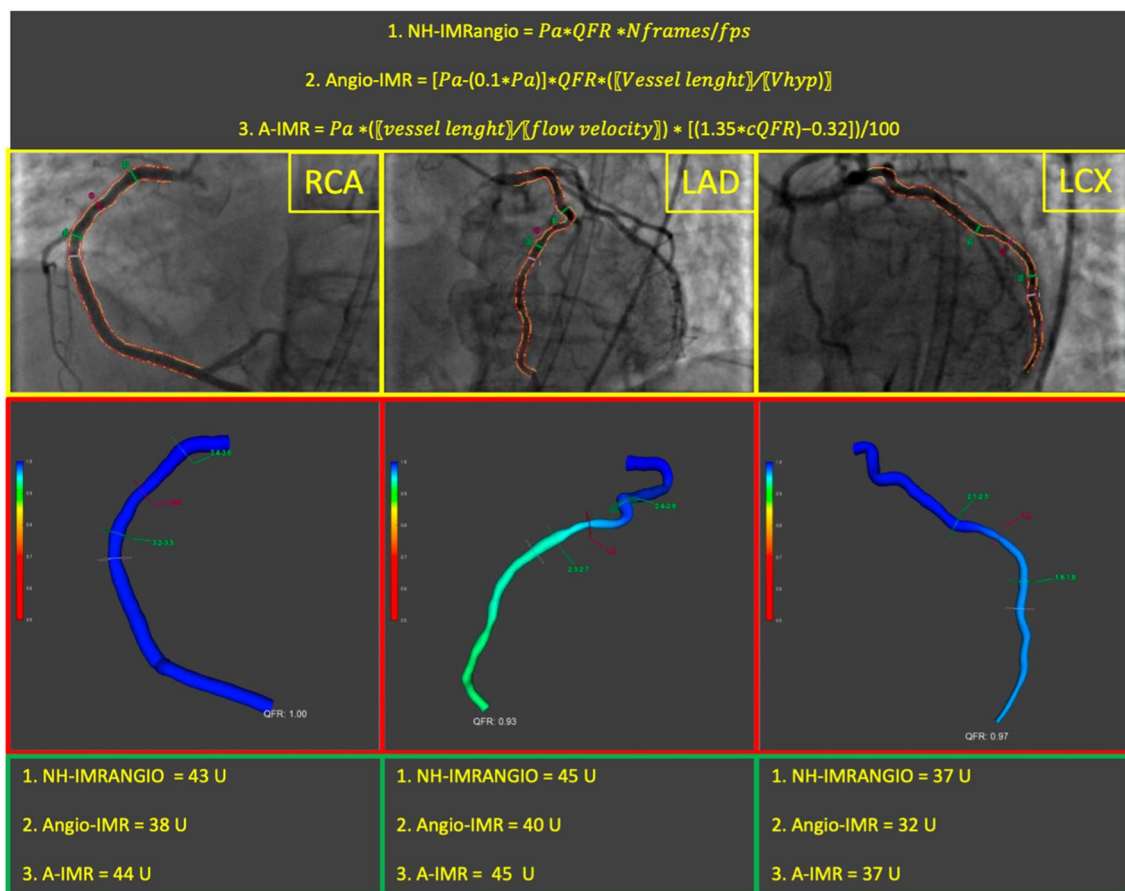 1. NH-IMRangio = Pa*QFR *Nframes/fps
2. Angio-IMR = [Pa-(0.1*Pa)]*QFR*(〖Vessel lenght〗/〖Vhyp〗)]
3. A-IMR = Pa *(〖vessel lenght〗/〖flow velocity〗) * [(1.35*cQFR)−0.32])/100
RCA
LAD
LCX
QFR: 1.00
QFR: 0.93
QFR: 0.97
1. NH-IMRANGIO = 43 U
2. Angio-IMR = 38 U
3. A-IMR = 44 U
1. NH-IMRANGIO = 45 U
2. Angio-IMR = 40 U
3. A-IMR = 45 U
1. NH-IMRANGIO = 37 U
2. Angio-IMR = 32 U
3. A-IMR = 37 U